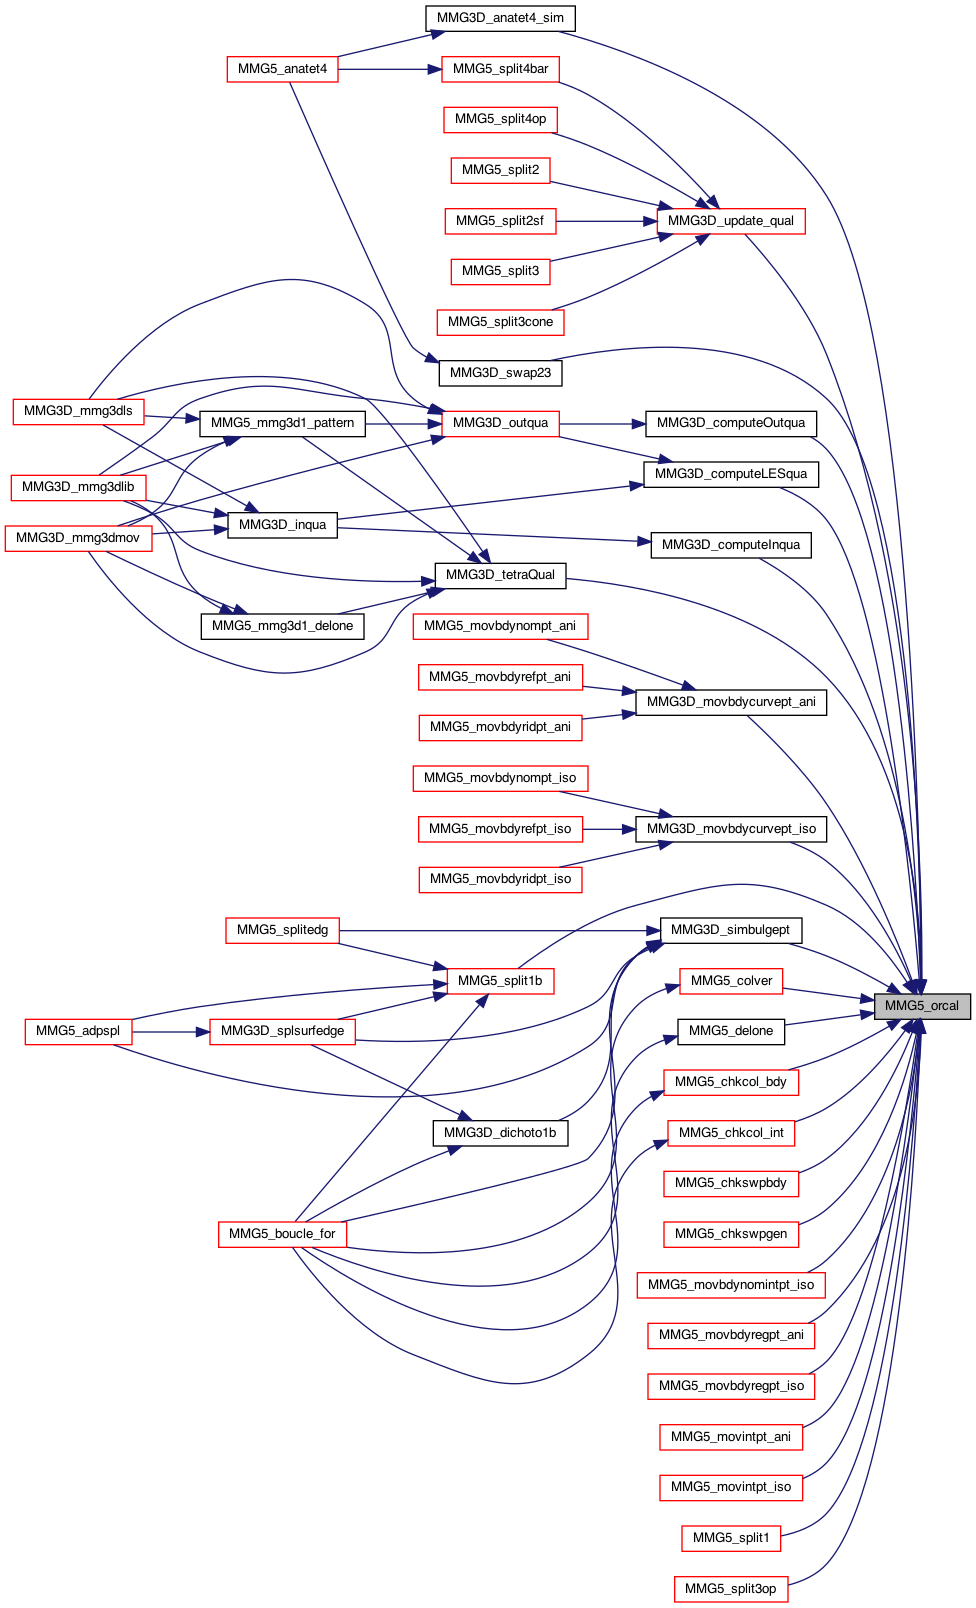 MMG3D_anatet4_sim
MMG5_anatet4
MMG5_split4bar
MMG5_split4op
MMG5_split2
MMG5_split2sf
MMG3D_update_qual
MMG5_split3
MMG5_split3cone
MMG3D_swap23
MMG3D_mmg3dls
MMG5_mmg3d1_pattern
MMG3D_outqua
MMG3D_computeOutqua
MMG3D_mmg3dlib
MMG3D_computeLESqua
MMG3D_mmg3dmov
MMG3D_inqua
MMG3D_computeInqua
MMG3D_tetraQual
MMG5_mmg3d1_delone
MMG5_movbdynompt_ani
MMG5_movbdyrefpt_ani
MMG3D_movbdycurvept_ani
MMG5_movbdyridpt_ani
MMG5_movbdynompt_iso
MMG5_movbdyrefpt_iso
MMG3D_movbdycurvept_iso
MMG5_movbdyridpt_iso
MMG5_splitedg
MMG3D_simbulgept
MMG5_split1b
MMG5_colver
MMG5_orcal
MMG5_adpspl
MMG3D_splsurfedge
MMG5_delone
MMG5_chkcol_bdy
MMG3D_dichoto1b
MMG5_chkcol_int
MMG5_chkswpbdy
MMG5_boucle_for
MMG5_chkswpgen
MMG5_movbdynomintpt_iso
MMG5_movbdyregpt_ani
MMG5_movbdyregpt_iso
MMG5_movintpt_ani
MMG5_movintpt_iso
MMG5_split1
MMG5_split3op